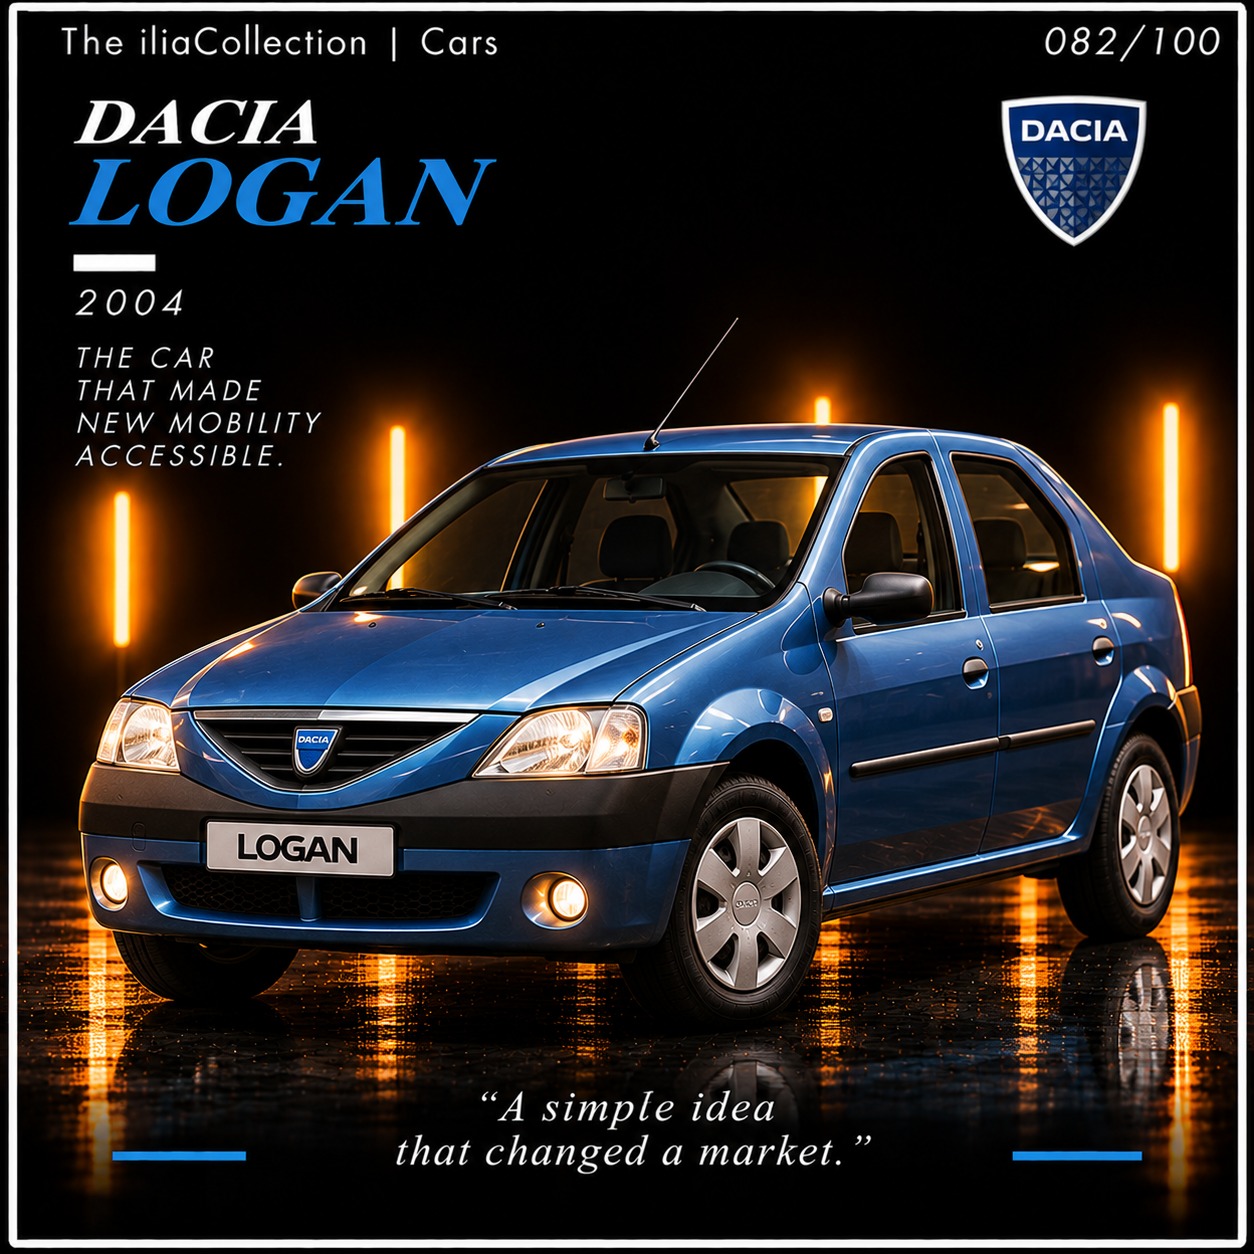 The iliaCollection | Cars
082/100
DACIA
LOGAN
DACIA
2004
THE CAR
THAT MADE
NEW MOBILITY
ACCESSIBLE.
DACIA
LOGAN
“A simple idea
that changed a market.”